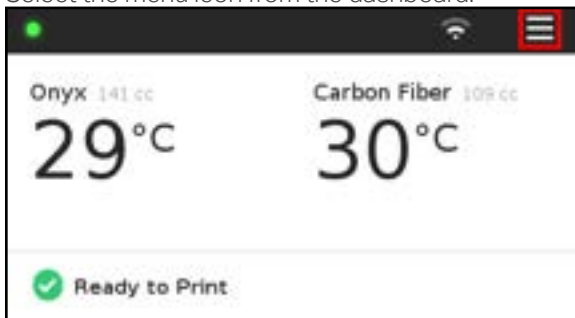 Select the menu icon from the dashboard.
Onyx 141 cc Carbon Fiber 109 cc
29°C 30°C
Ready to Print